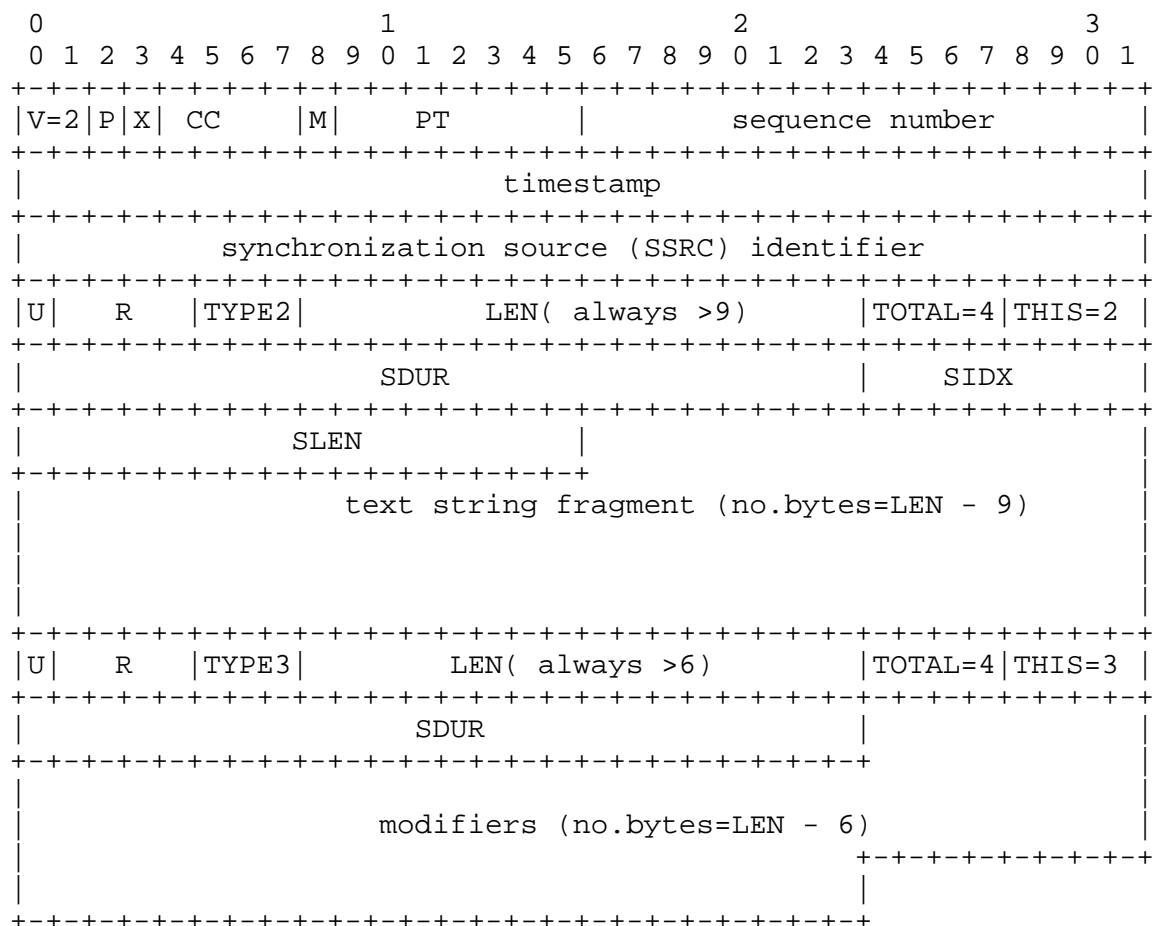 0                   1                   2                   3
 0 1 2 3 4 5 6 7 8 9 0 1 2 3 4 5 6 7 8 9 0 1 2 3 4 5 6 7 8 9 0 1
+-+-+-+-+-+-+-+-+-+-+-+-+-+-+-+-+-+-+-+-+-+-+-+-+-+-+-+-+-+-+-+-+
|V=2|P|X| CC    |M|    PT       |        sequence number        |
+-+-+-+-+-+-+-+-+-+-+-+-+-+-+-+-+-+-+-+-+-+-+-+-+-+-+-+-+-+-+-+-+
|                           timestamp                           |
+-+-+-+-+-+-+-+-+-+-+-+-+-+-+-+-+-+-+-+-+-+-+-+-+-+-+-+-+-+-+-+-+
|           synchronization source (SSRC) identifier            |
+-+-+-+-+-+-+-+-+-+-+-+-+-+-+-+-+-+-+-+-+-+-+-+-+-+-+-+-+-+-+-+-+
|U|   R   |TYPE2|          LEN( always >9)      |TOTAL=4|THIS=2 |
+-+-+-+-+-+-+-+-+-+-+-+-+-+-+-+-+-+-+-+-+-+-+-+-+-+-+-+-+-+-+-+-+
|                    SDUR                       |    SIDX       |
+-+-+-+-+-+-+-+-+-+-+-+-+-+-+-+-+-+-+-+-+-+-+-+-+-+-+-+-+-+-+-+-+
|               SLEN            |                               |
+-+-+-+-+-+-+-+-+-+-+-+-+-+-+-+-+                               |
|                  text string fragment (no.bytes=LEN - 9)      |
|                                                               |
|                                                               |
|                                                               |
+-+-+-+-+-+-+-+-+-+-+-+-+-+-+-+-+-+-+-+-+-+-+-+-+-+-+-+-+-+-+-+-+
|U|   R   |TYPE3|        LEN( always >6)        |TOTAL=4|THIS=3 |
+-+-+-+-+-+-+-+-+-+-+-+-+-+-+-+-+-+-+-+-+-+-+-+-+-+-+-+-+-+-+-+-+
|                      SDUR                     |               |
+-+-+-+-+-+-+-+-+-+-+-+-+-+-+-+-+-+-+-+-+-+-+-+-+               |
|                                                               |
|                    modifiers (no.bytes=LEN - 6)               |
|                                               +-+-+-+-+-+-+-+-+
|                                               |
+-+-+-+-+-+-+-+-+-+-+-+-+-+-+-+-+-+-+-+-+-+-+-+-+